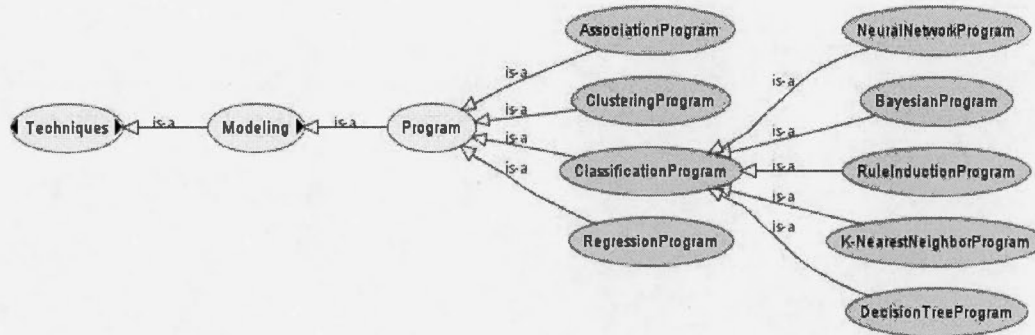 AssociationProgram
NeuralNetworkProgram
is-a
is-a
ClusteringProgram
BayesianProgram
is-a
is-a
Techniques
is-a
Modeling
is-a
Program
is-a
ClassificationProgram
is-a
RuleInductionProgram
is-a
is-a
RegressionProgram
is-a
K-NearestNeighborProgram
DecisionTreeProgram